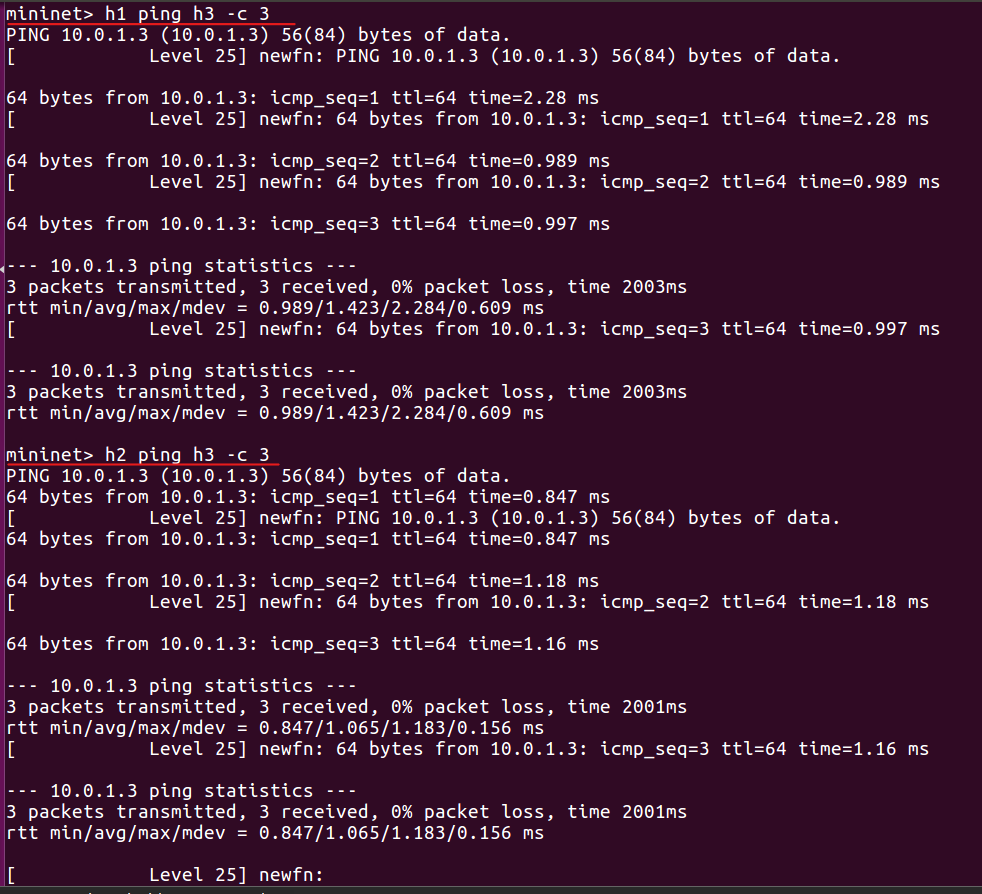 mininet> h1 ping h3 -c 3
PING 10.0.1.3 (10.0.1.3) 56(84) bytes of data.
[             Level 25] newfn: PING 10.0.1.3 (10.0.1.3) 56(84) bytes of data.
64 bytes from 10.0.1.3: icmp_seq=1 ttl=64 time=2.28 ms
[             Level 25] newfn: 64 bytes from 10.0.1.3: icmp_seq=1 ttl=64 time=2.28 ms
64 bytes from 10.0.1.3: icmp_seq=2 ttl=64 time=0.989 ms
[             Level 25] newfn: 64 bytes from 10.0.1.3: icmp_seq=2 ttl=64 time=0.989 ms
64 bytes from 10.0.1.3: icmp_seq=3 ttl=64 time=0.997 ms
--- 10.0.1.3 ping statistics ---
3 packets transmitted, 3 received, 0% packet loss, time 2003ms
rtt min/avg/max/mdev = 0.989/1.423/2.284/0.609 ms
[             Level 25] newfn: 64 bytes from 10.0.1.3: icmp_seq=3 ttl=64 time=0.997 ms
--- 10.0.1.3 ping statistics ---
3 packets transmitted, 3 received, 0% packet loss, time 2003ms
rtt min/avg/max/mdev = 0.989/1.423/2.284/0.609 ms
mininet> h2 ping h3 -c 3
PING 10.0.1.3 (10.0.1.3) 56(84) bytes of data.
64 bytes from 10.0.1.3: icmp_seq=1 ttl=64 time=0.847 ms
[             Level 25] newfn: PING 10.0.1.3 (10.0.1.3) 56(84) bytes of data.
64 bytes from 10.0.1.3: icmp_seq=1 ttl=64 time=0.847 ms
64 bytes from 10.0.1.3: icmp_seq=2 ttl=64 time=1.18 ms
[             Level 25] newfn: 64 bytes from 10.0.1.3: icmp_seq=2 ttl=64 time=1.18 ms
64 bytes from 10.0.1.3: icmp_seq=3 ttl=64 time=1.16 ms
--- 10.0.1.3 ping statistics ---
3 packets transmitted, 3 received, 0% packet loss, time 2001ms
rtt min/avg/max/mdev = 0.847/1.065/1.183/0.156 ms
[             Level 25] newfn: 64 bytes from 10.0.1.3: icmp_seq=3 ttl=64 time=1.16 ms
--- 10.0.1.3 ping statistics ---
3 packets transmitted, 3 received, 0% packet loss, time 2001ms
rtt min/avg/max/mdev = 0.847/1.065/1.183/0.156 ms
[             Level 25] newfn: